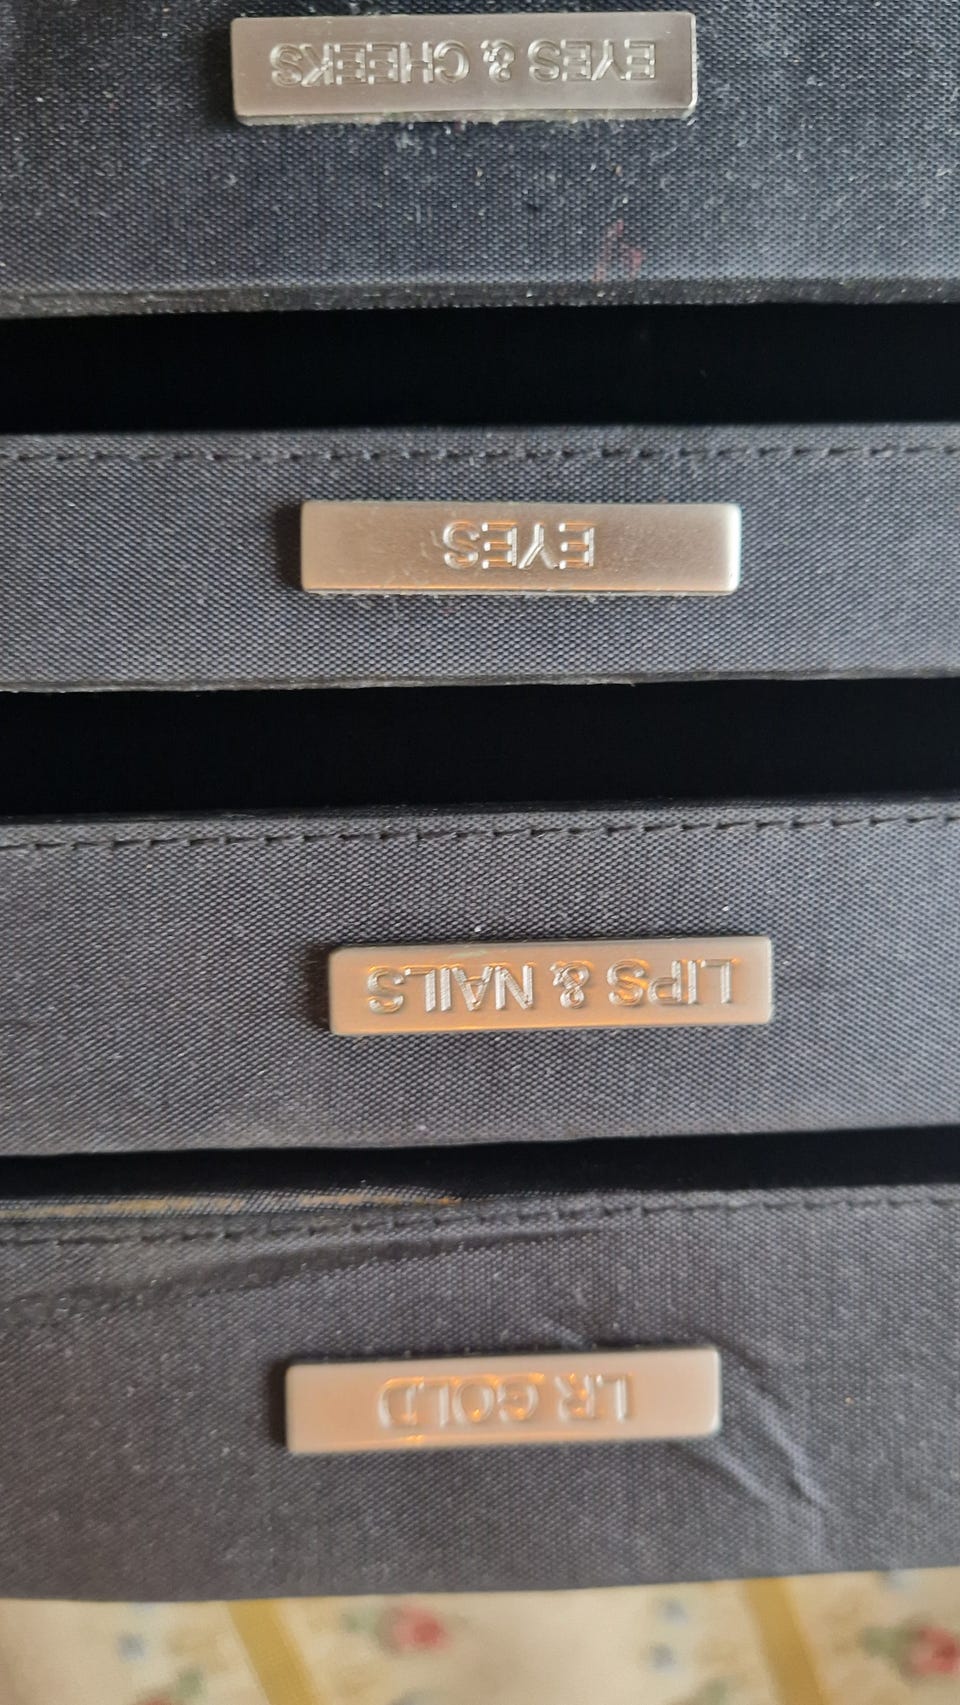 LR GOLD
LIPS & NAILS
EYES
EYES & CHEEKS